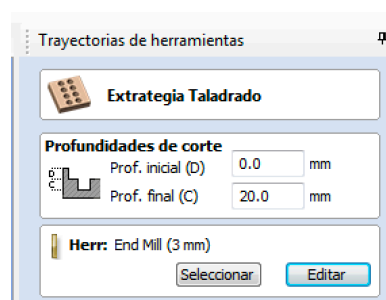 Trayectorias de herramientas
Extrategia Taladrado
Profundidades de corte
Prof. inicial (D) 0.0 mm
Prof. final (C) 20.0 mm
Herr: End Mill (3 mm)
Seleccionar Editar